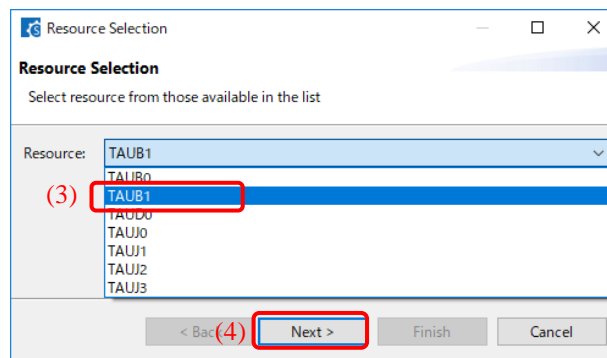 Resource Selection
Resource Selection
Select resource from those available in the list
Resource: TAUB1
TAUB0
(3) TAUB1
TAUD0
TAUJ0
TAUJ1
TAUJ2
TAUJ3
< Back (4) Next > Finish Cancel